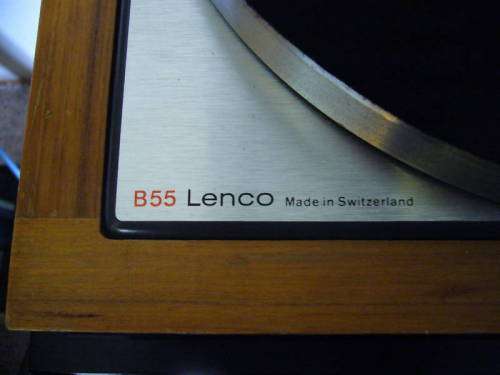 B55 Lenco Made in Switzerland